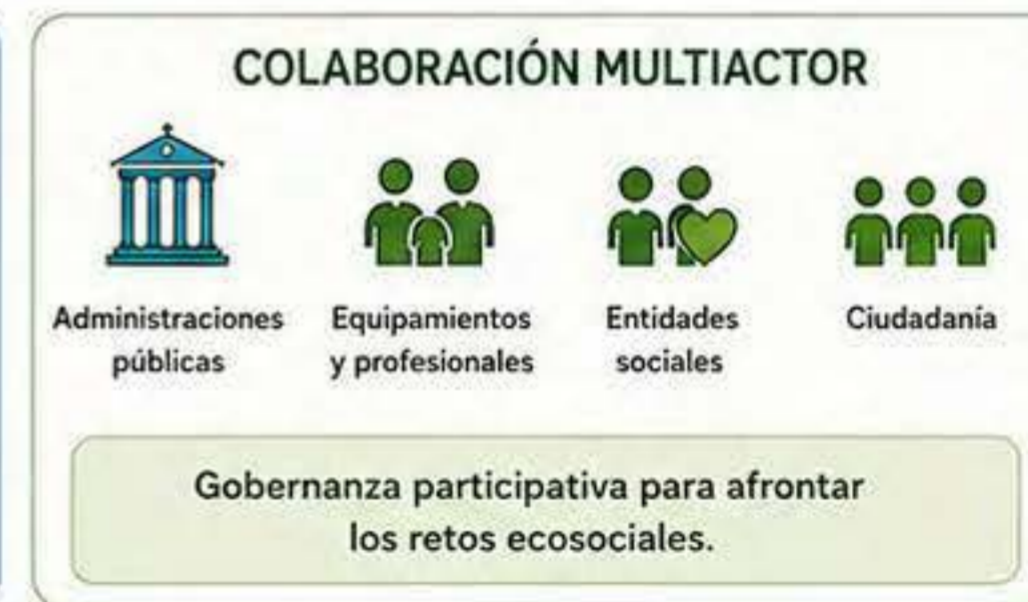 COLABORACIÓN MULTIACTOR
Administraciones
públicas
Equipamientos
y profesionales
Entidades
sociales
Ciudadanía
Gobernanza participativa para afrontar
los retos ecosociales.